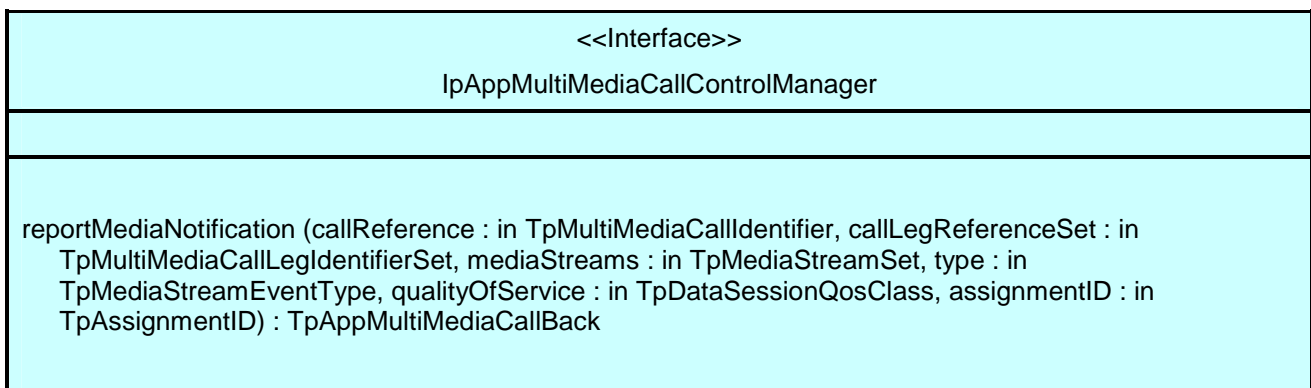 <<Interface>>
IpAppMultiMediaCallControlManager
reportMediaNotification (callReference : in TpMultiMediaCallIdentifier, callLegReferenceSet : in
TpMultiMediaCallLegIdentifierSet, mediaStreams : in TpMediaStreamSet, type : in
TpMediaStreamEventType, qualityOfService : in TpDataSessionQosClass, assignmentID : in
TpAssignmentID) : TpAppMultiMediaCallBack